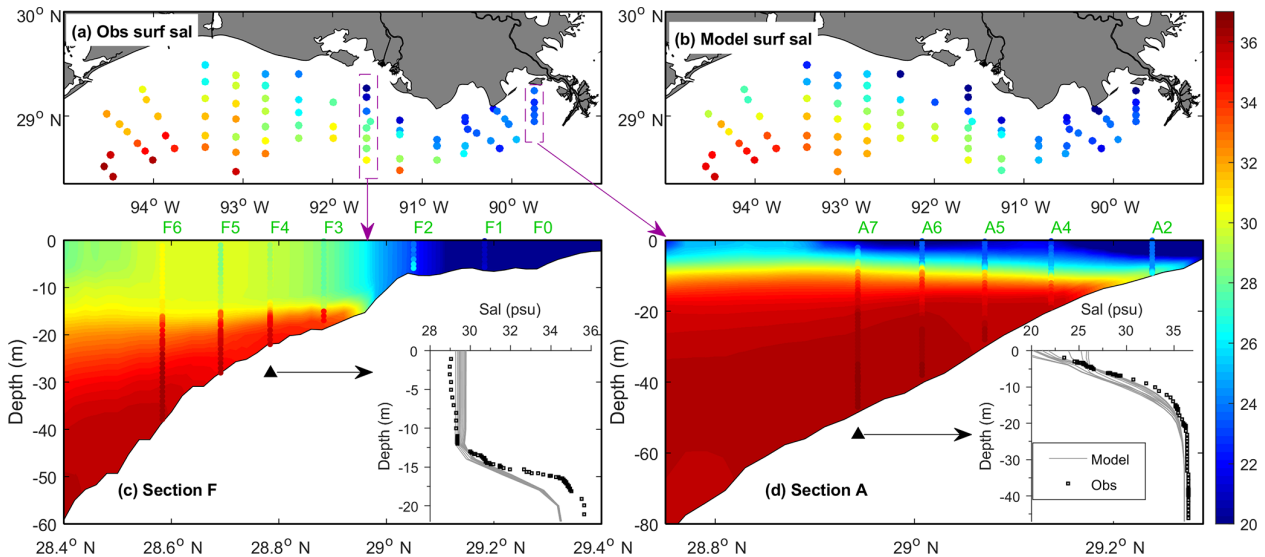 30° N
(a) Obs surf sal
29° N
94° W 93° W 92° W 91° W 90° W
30° N
(b) Model surf sal
29° N
94° W 93° W 92° W 91° W 90° W
F6 F5 F4 F3 F2 F1 F0
0
-10
-20
-30
-40
-50
-60
Depth (m)
28.4° N 28.6° N 28.8° N 29° N 29.2° N 29.4° N
(c) Section F
Sal (psu)
28 30 32 34 36
0
-5
-10
-15
-20
Depth (m)
A7 A6 A5 A4 A2
0
-20
-40
-60
-80
Depth (m)
28.8° N 29° N 29.2° N
(d) Section A
Sal (psu)
20 25 30 35
0
-10
-20
-30
-40
Depth (m)
Model
Obs
36
34
32
30
28
26
24
22
20